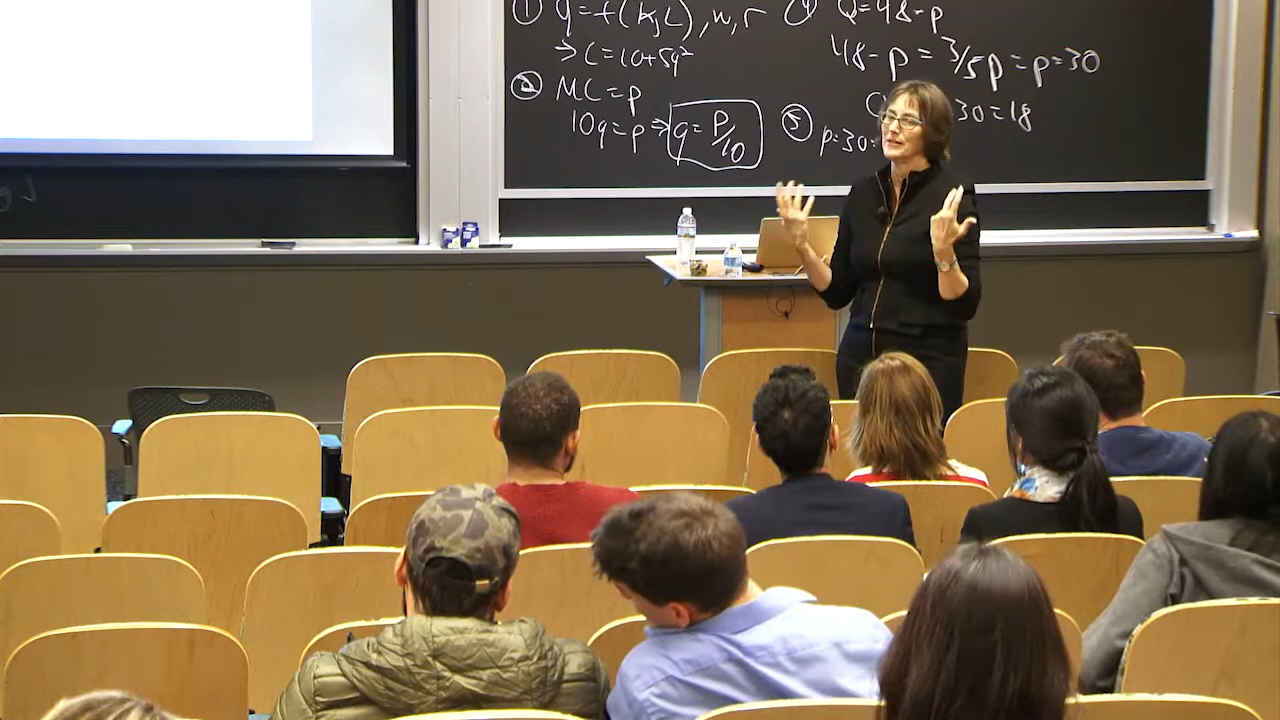 ① q=f(K,L),w,r
→C=10+5q²
② MC=p
10q=p ⇒ q=P/10
④ Q=48-p
48-p=3/5p=p=30
30=18
⑤ p=30